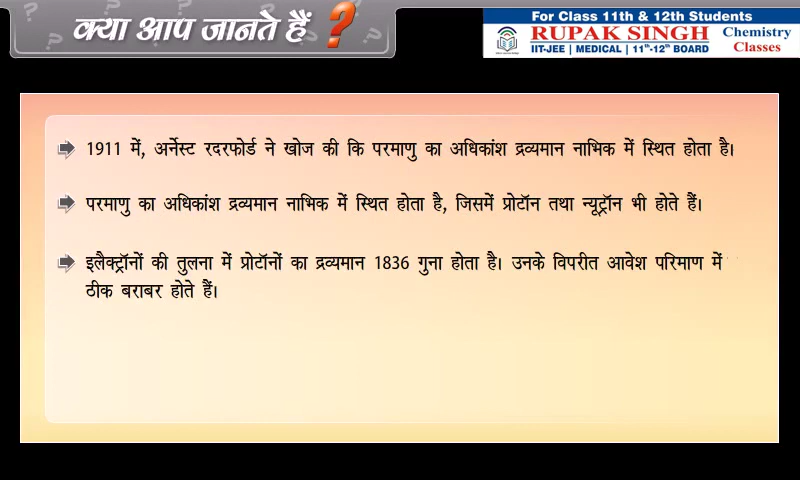 क्या आप जानते हैं ?
For Class 11th & 12th Students
RUPAK SINGH
IIT-JEE | MEDICAL | 11th-12th BOARD
Chemistry
Classes
1911 में, अर्नेस्ट रदरफोर्ड ने खोज की कि परमाणु का अधिकांश द्रव्यमान नाभिक में स्थित होता है।
परमाणु का अधिकांश द्रव्यमान नाभिक में स्थित होता है, जिसमें प्रोटॉन तथा न्यूट्रॉन भी होते हैं।
इलैक्ट्रॉनों की तुलना में प्रोटॉनों का द्रव्यमान 1836 गुना होता है। उनके विपरीत आवेश परिमाण में
ठीक बराबर होते हैं।